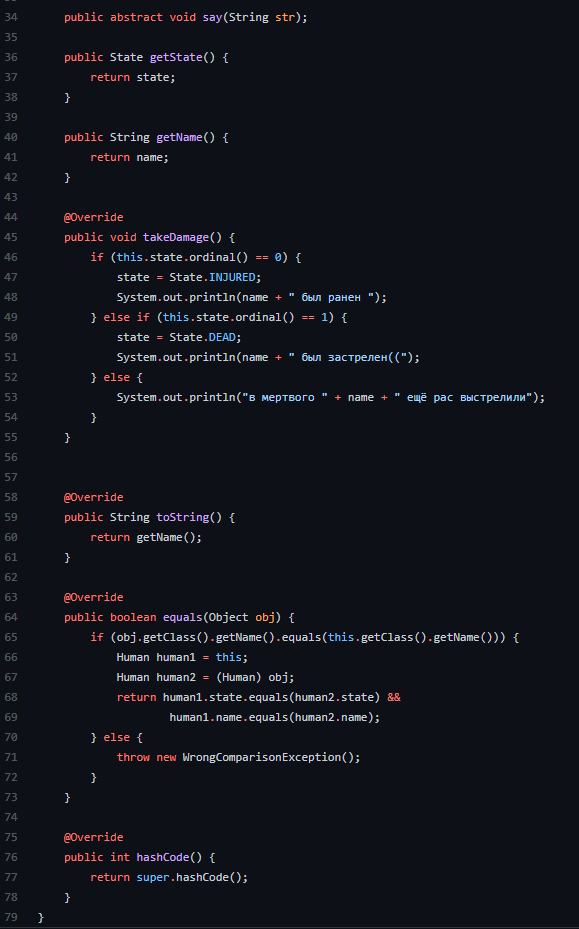 34 public abstract void say(String str);
35
36 public State getState() {
37 return state;
38 }
39
40 public String getName() {
41 return name;
42 }
43
44 @Override
45 public void takeDamage() {
46 if (this.state.ordinal() == 0) {
47 state = State.INJURED;
48 System.out.println(name + " был ранен ");
49 } else if (this.state.ordinal() == 1) {
50 state = State.DEAD;
51 System.out.println(name + " был застрелен((");
52 } else {
53 System.out.println("в мертвого " + name + " ещё рас выстрелили");
54 }
55 }
56
57
58 @Override
59 public String toString() {
60 return getName();
61 }
62
63 @Override
64 public boolean equals(Object obj) {
65 if (obj.getClass().getName().equals(this.getClass().getName())) {
66 Human human1 = this;
67 Human human2 = (Human) obj;
68 return human1.state.equals(human2.state) &&
69 human1.name.equals(human2.name);
70 } else {
71 throw new WrongComparisonException();
72 }
73 }
74
75 @Override
76 public int hashCode() {
77 return super.hashCode();
78 }
79 }